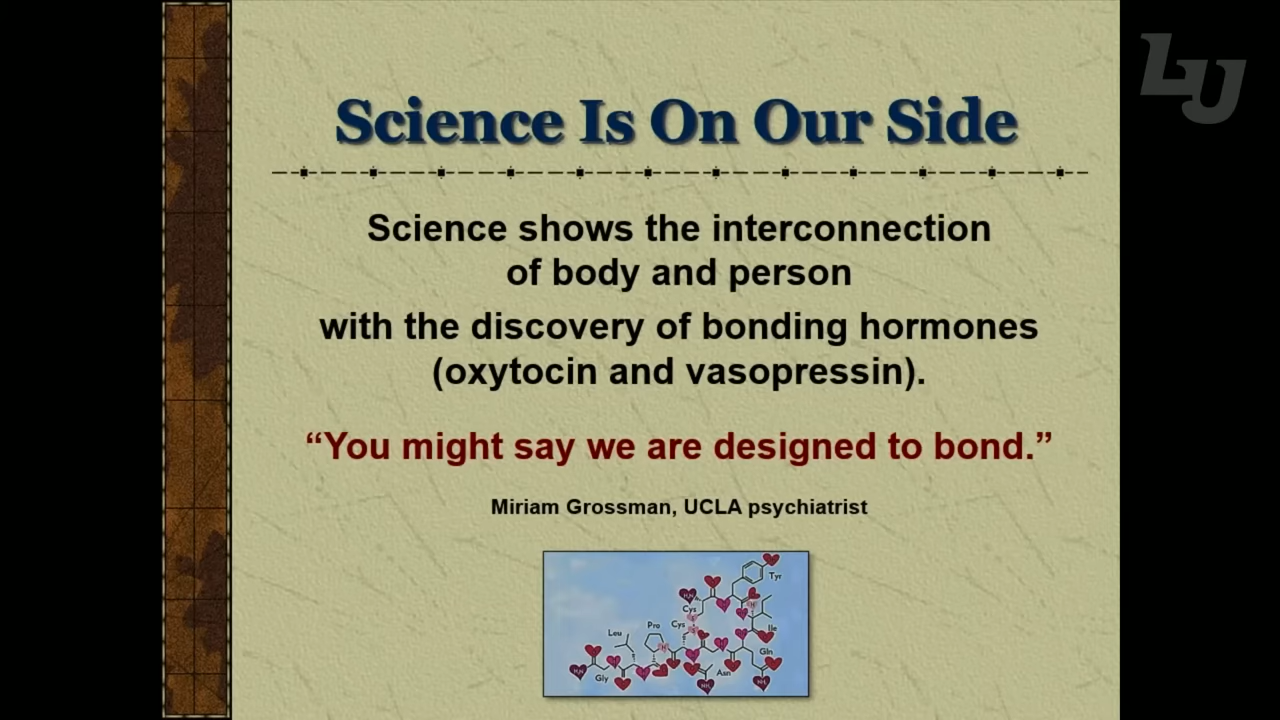 LU
Science Is On Our Side
Science shows the interconnection
of body and person
with the discovery of bonding hormones
(oxytocin and vasopressin).
“You might say we are designed to bond.”
Miriam Grossman, UCLA psychiatrist
Tyr
Cys
Ile
Pro
Cys
Leu
Gln
Asn
Gly